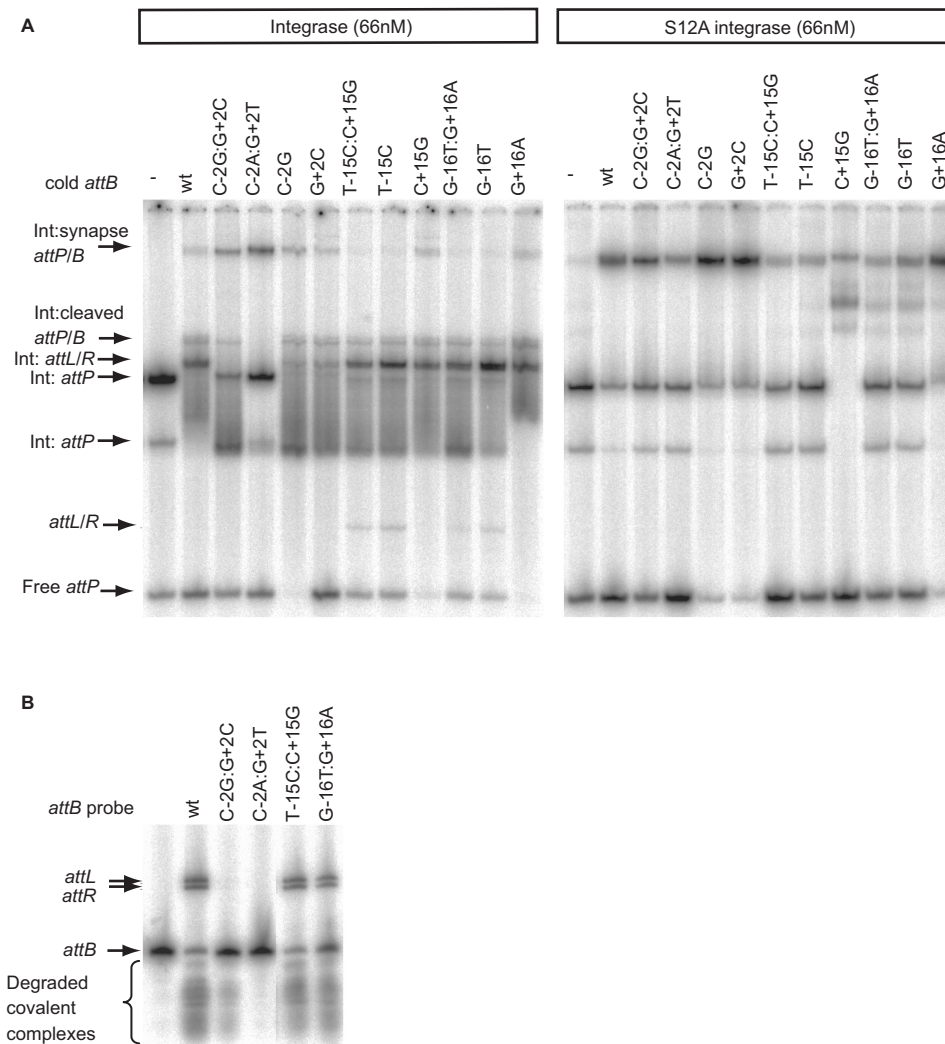 A
Integrase (66nM)
S12A integrase (66nM)
cold attB
-
wt
C-2G:G+2C
C-2A:G+2T
C-2G
G+2C
T-15C:C+15G
T-15C
C+15G
G-16T:G+16A
G-16T
G+16A
-
wt
C-2G:G+2C
C-2A:G+2T
C-2G
G+2C
T-15C:C+15G
T-15C
C+15G
G-16T:G+16A
G-16T
G+16A
Int:synapse
attP/B
Int:cleaved
attP/B
Int: attL/R
Int: attP
Int: attP
attL/R
Free attP
B
attB probe
wt
C-2G:G+2C
C-2A:G+2T
T-15C:C+15G
G-16T:G+16A
attL
attR
attB
Degraded
covalent
complexes